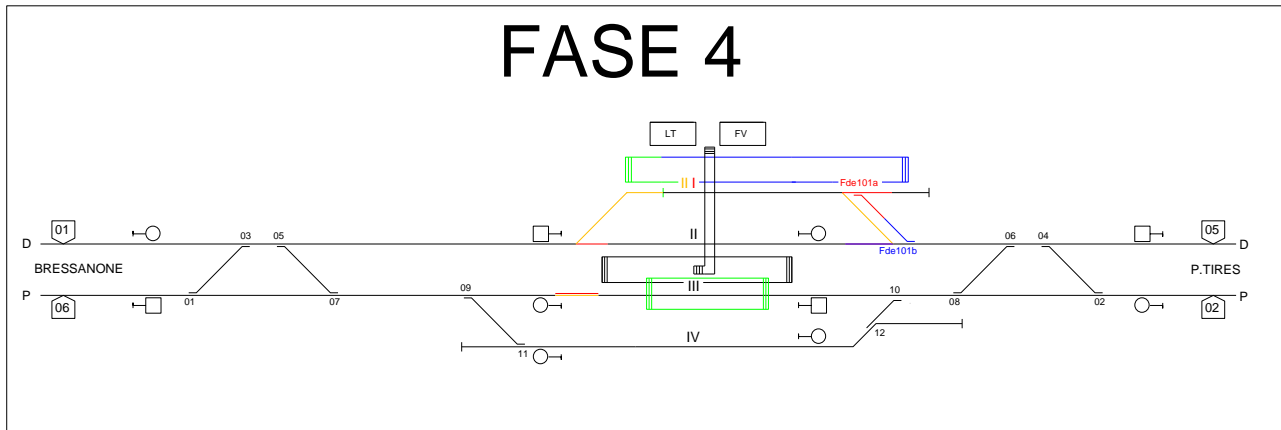 FASE 4
LT FV
II I Fde101a
01 03 05 II 06 04 05
D D
Fde101b
BRESSANONE P.TIRES
III
P 09 10 P
06 01 07 08 02 02
IV 12
11